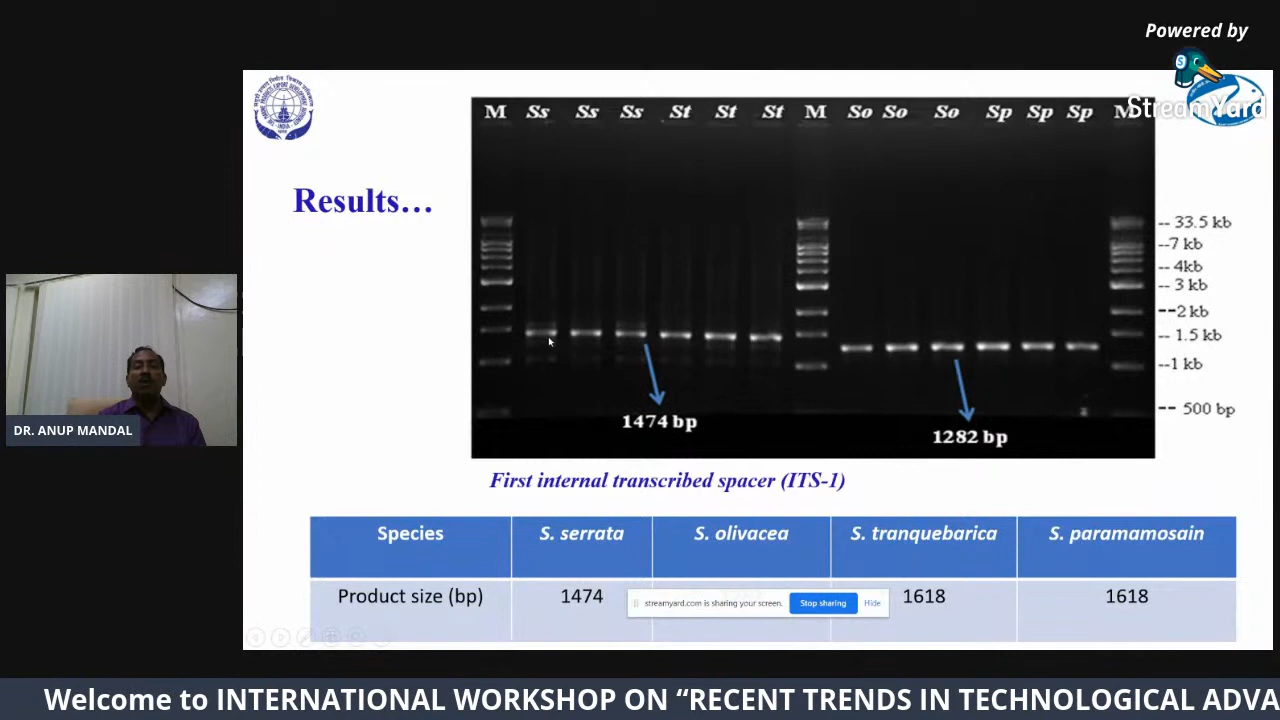 Powered by
StreamYard
M Ss Ss Ss St St St M So So So Sp Sp Sp M
Results…
-- 33.5 kb
--7 kb
-- 4kb
-- 3 kb
--2 kb
-- 1.5 kb
--1 kb
-- 500 bp
1474 bp
1282 bp
DR. ANUP MANDAL
First internal transcribed spacer (ITS-1)
Species S. serrata S. olivacea S. tranquebarica S. paramamosain
Product size (bp) 1474 1618 1618
streamyard.com is sharing your screen. Stop sharing Hide
Welcome to INTERNATIONAL WORKSHOP ON “RECENT TRENDS IN TECHNOLOGICAL ADVA